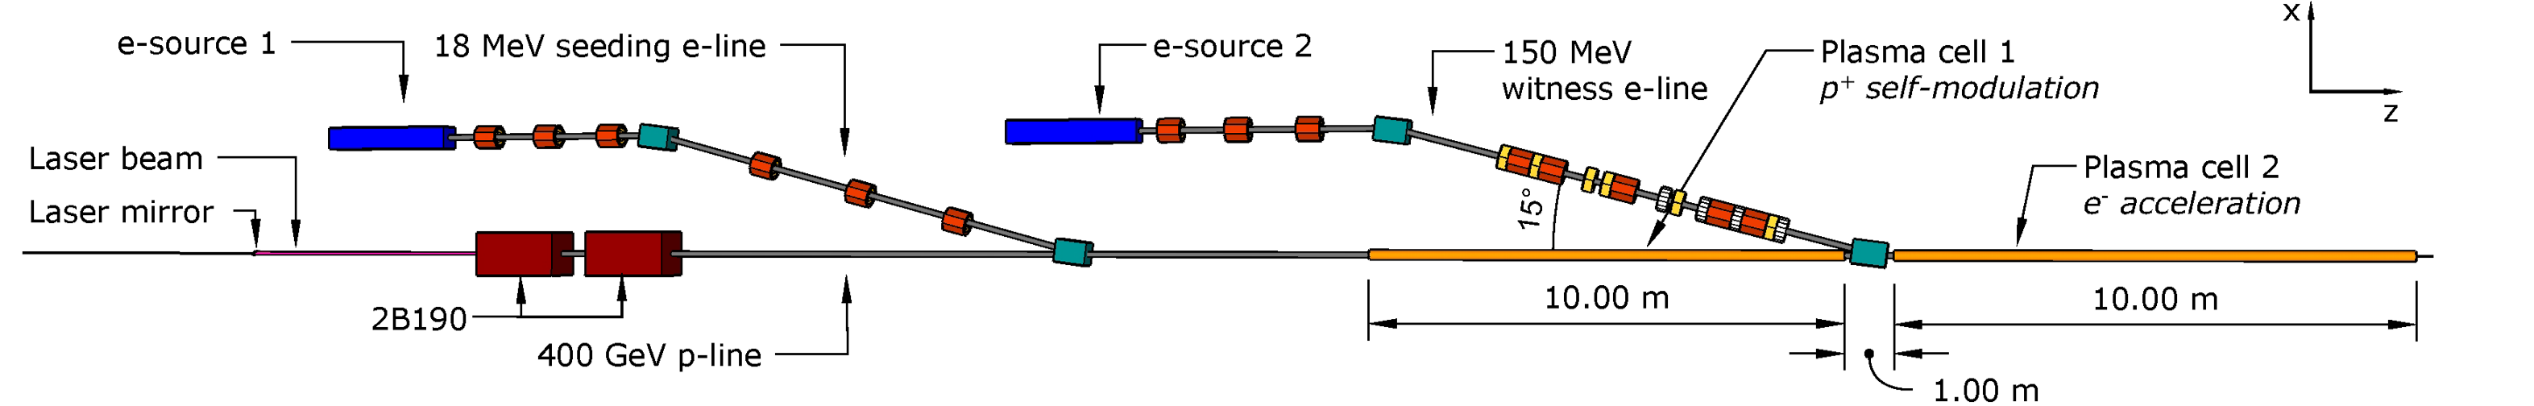 e-source 1
18 MeV seeding e-line
e-source 2
150 MeV
witness e-line
Plasma cell 1
p⁺ self-modulation
x
z
Laser beam
Laser mirror
15°
Plasma cell 2
e⁻ acceleration
2B190
400 GeV p-line
10.00 m
10.00 m
1.00 m